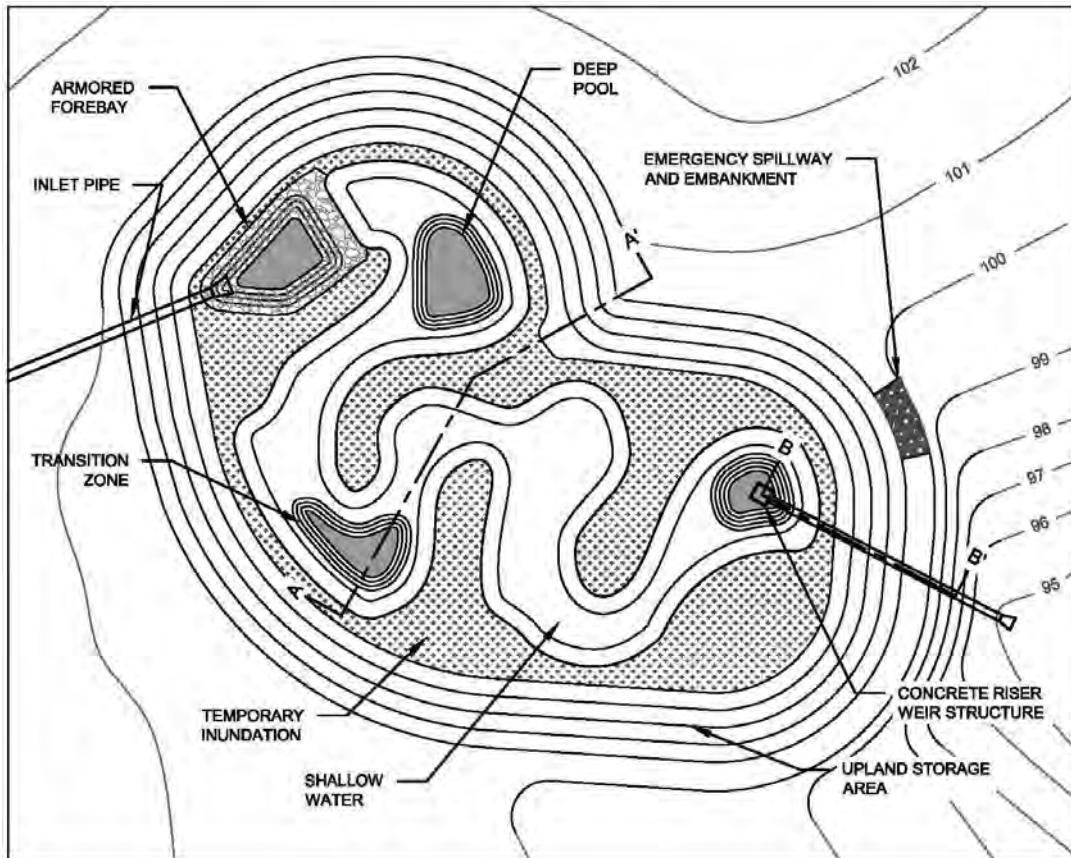 102
DEEP
POOL
ARMORED
FOREBAY
EMERGENCY SPILLWAY
AND EMBANKMENT
101
INLET PIPE
A'
100
99
98
TRANSITION
ZONE
B
97
96
B'
95
A
TEMPORARY
INUNDATION
CONCRETE RISER
WEIR STRUCTURE
SHALLOW
WATER
UPLAND STORAGE
AREA